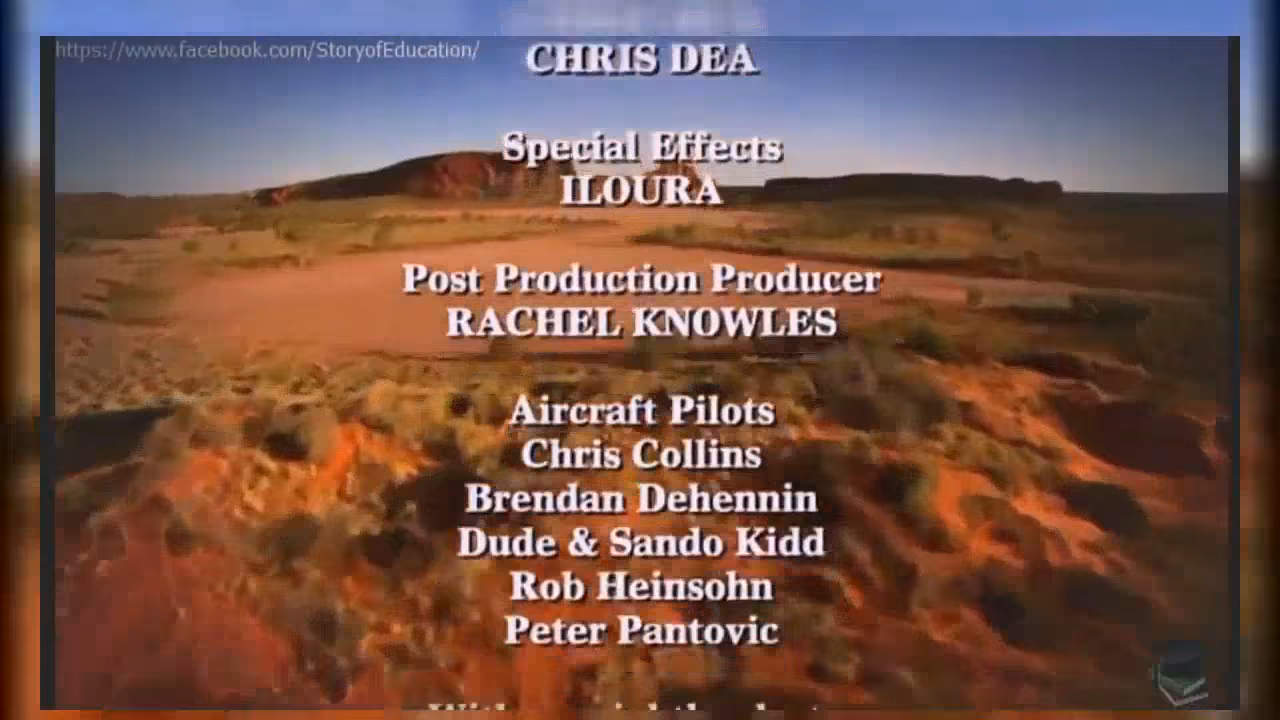 https://www.facebook.com/StoryofEducation/
CHRIS DEA
Special Effects
ILOURA
Post Production Producer
RACHEL KNOWLES
Aircraft Pilots
Chris Collins
Brendan Dehennin
Dude & Sando Kidd
Rob Heinsohn
Peter Pantovic